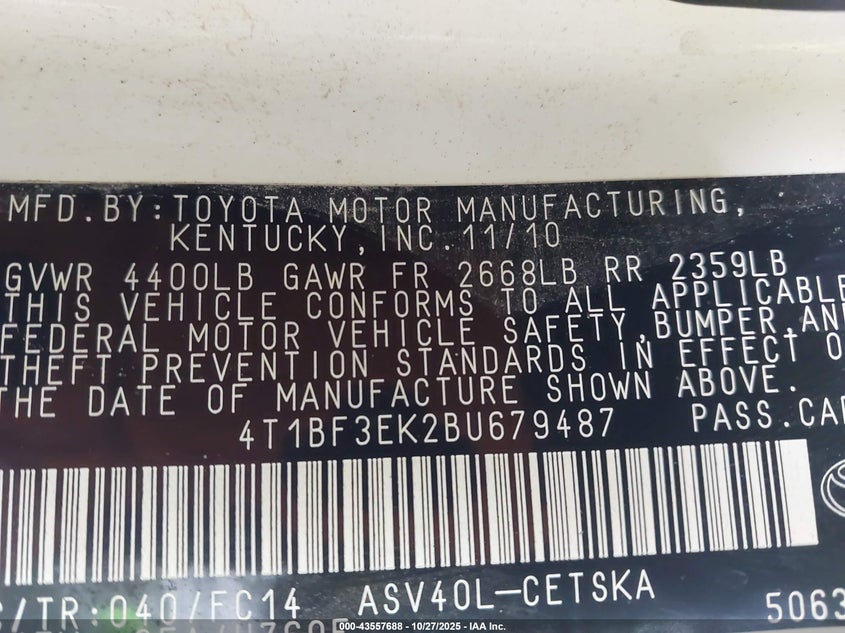 MFD.BY:TOYOTA MOTOR MANUFACTURING,
KENTUCKY,INC.11/10
GVWR 4400LB GAWR FR 2668LB RR 2359LB
THIS VEHICLE CONFORMS TO ALL APPLICABLE
FEDERAL MOTOR VEHICLE SAFETY,BUMPER,AND
THEFT PREVENTION STANDARDS IN EFFECT O
THE DATE OF MANUFACTURE SHOWN ABOVE.
4T1BF3EK2BU679487 PASS.CAR
/TR:040/FC14 ASV40L-CETSKA 5063
000-43557688 - 10/27/2025 - IAA Inc.